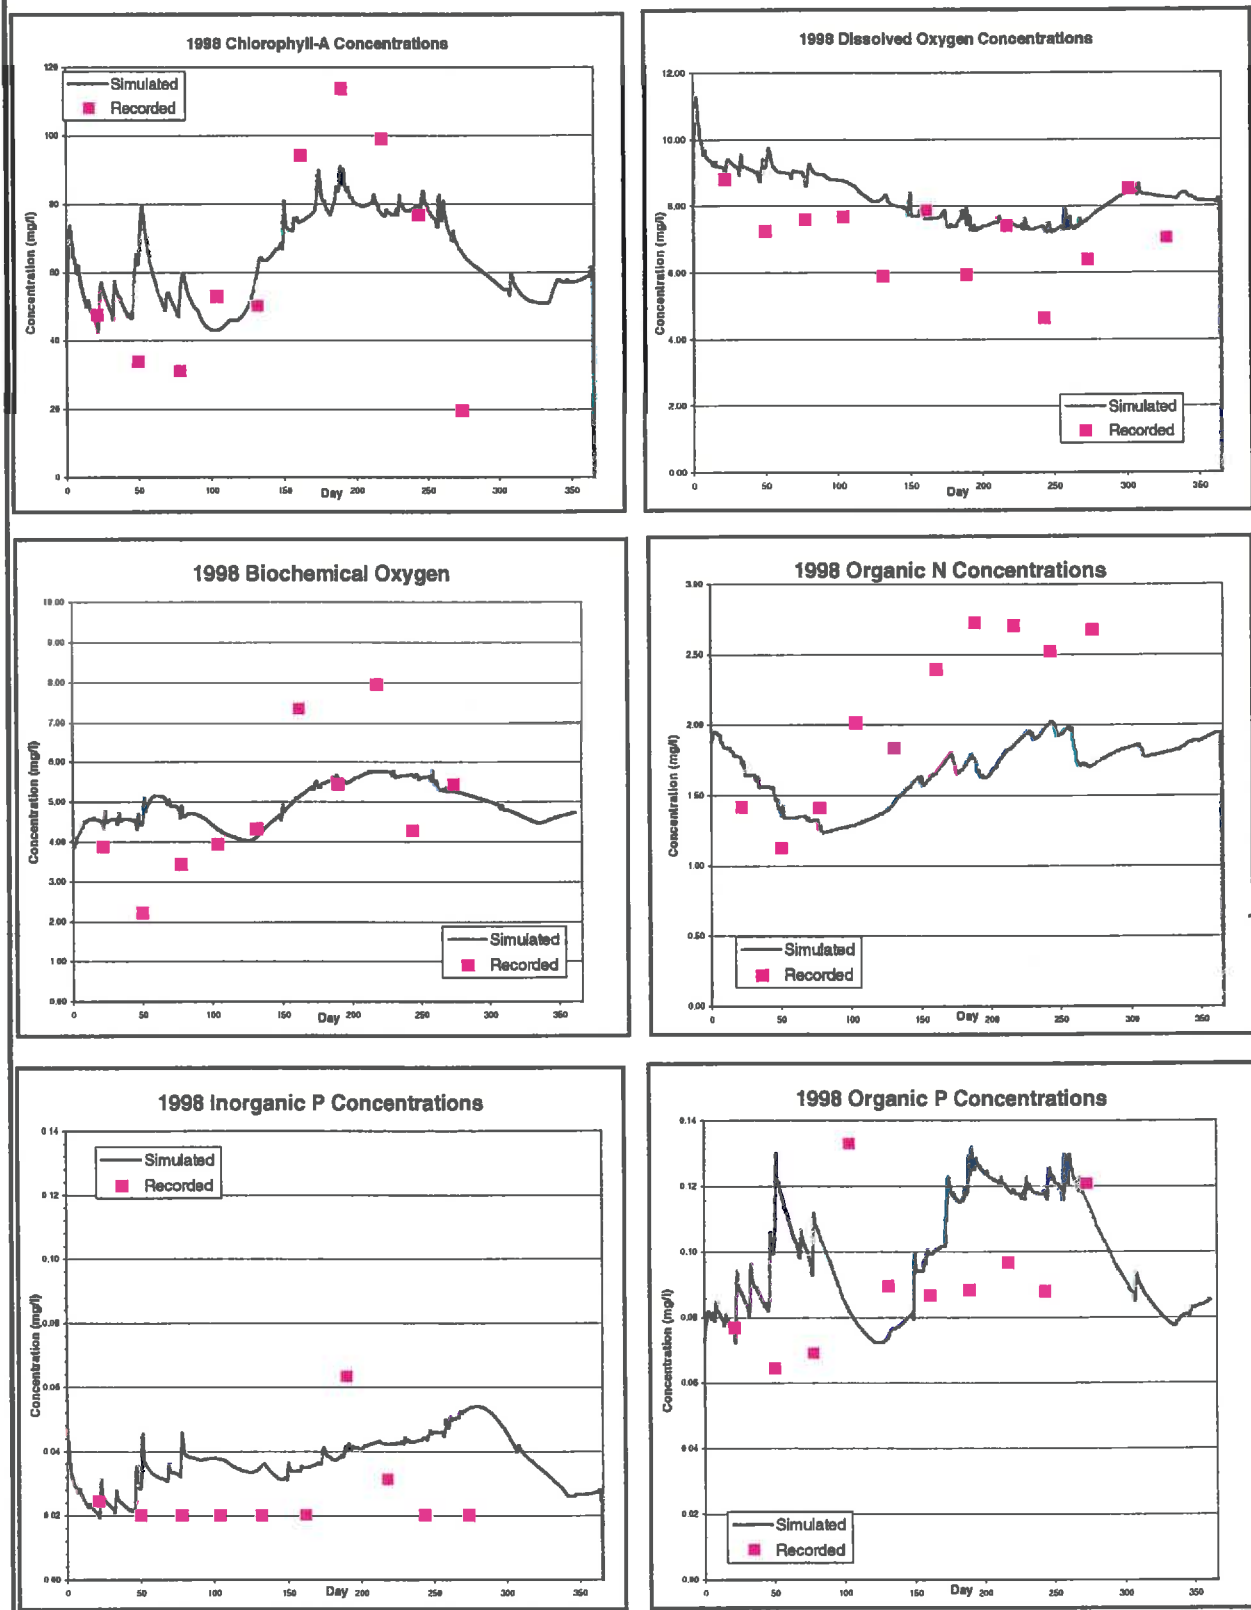 1998 Chlorophyll-A Concentrations
Simulated
Recorded
Concentration (mg/l)
120
100
80
60
40
20
0
0 50 100 150 200 250 300 350
Day
1998 Dissolved Oxygen Concentrations
Concentration (mg/l)
12.00
10.00
8.00
6.00
4.00
2.00
0.00
Simulated
Recorded
0 50 100 150 200 250 300 350
Day
1998 Biochemical Oxygen
Concentration (mg/l)
10.00
9.00
8.00
7.00
6.00
5.00
4.00
3.00
2.00
1.00
0.00
Simulated
Recorded
0 50 100 150 200 250 300 350
Day
1998 Organic N Concentrations
Concentration (mg/l)
3.00
2.50
2.00
1.50
1.00
0.50
0.00
Simulated
Recorded
0 50 100 150 200 250 300 350
Day
1998 Inorganic P Concentrations
Simulated
Recorded
Concentration (mg/l)
0.14
0.12
0.10
0.08
0.06
0.04
0.02
0.00
0 50 100 150 200 250 300 350
Day
1998 Organic P Concentrations
Concentration (mg/l)
0.14
0.12
0.10
0.08
0.06
0.04
0.02
0.00
Simulated
Recorded
0 50 100 150 200 250 300 350
Day